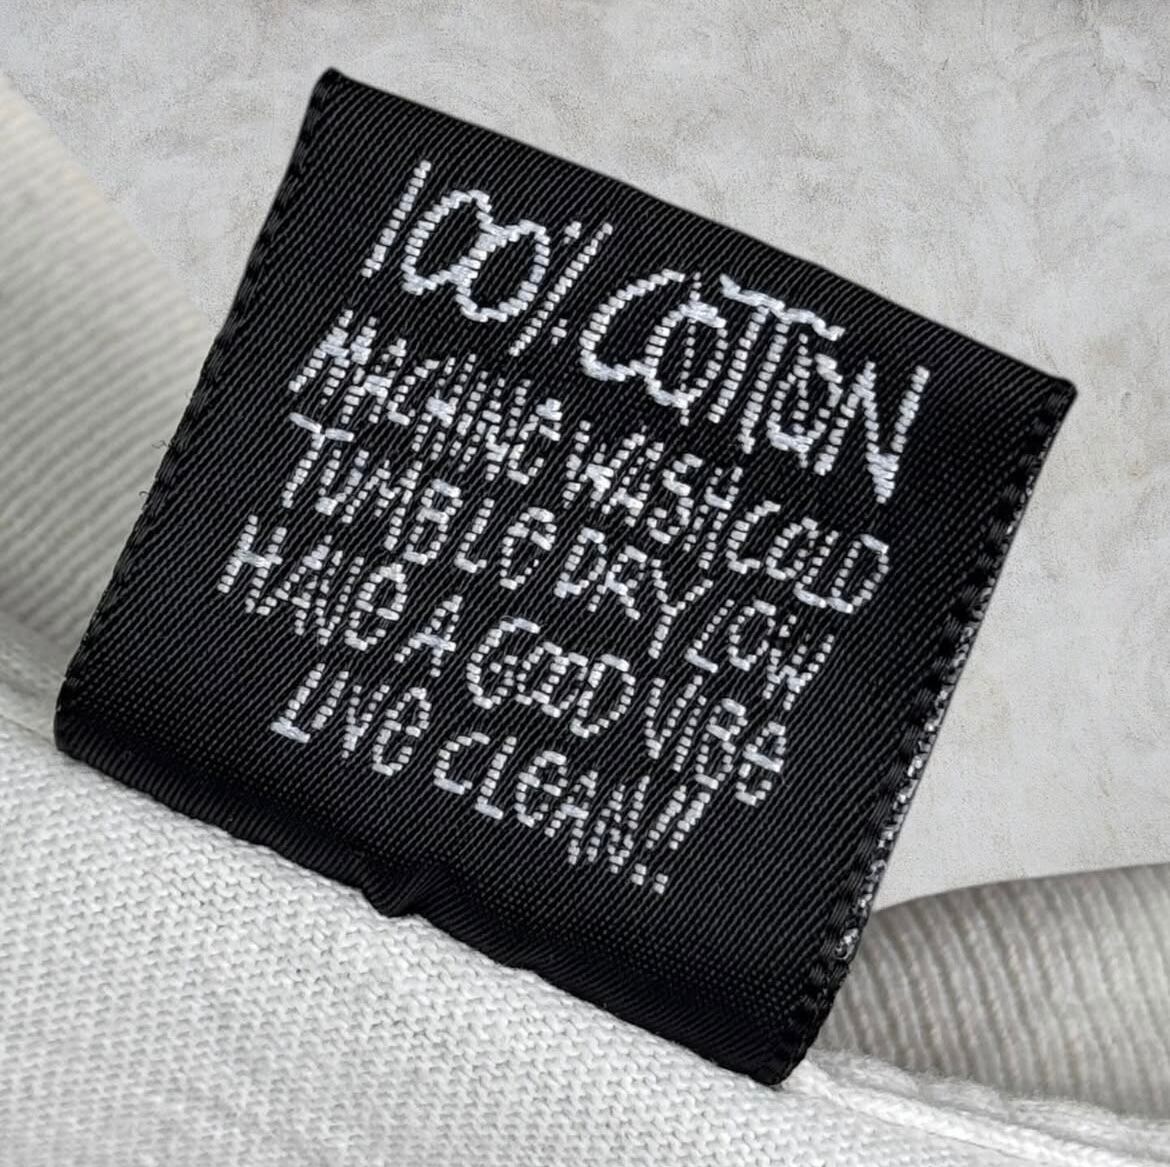 100% COTTON
MACHINE WASH COLD
TUMBLE DRY LOW
HAVE A GOOD VIBE
LIVE CLEAN!!